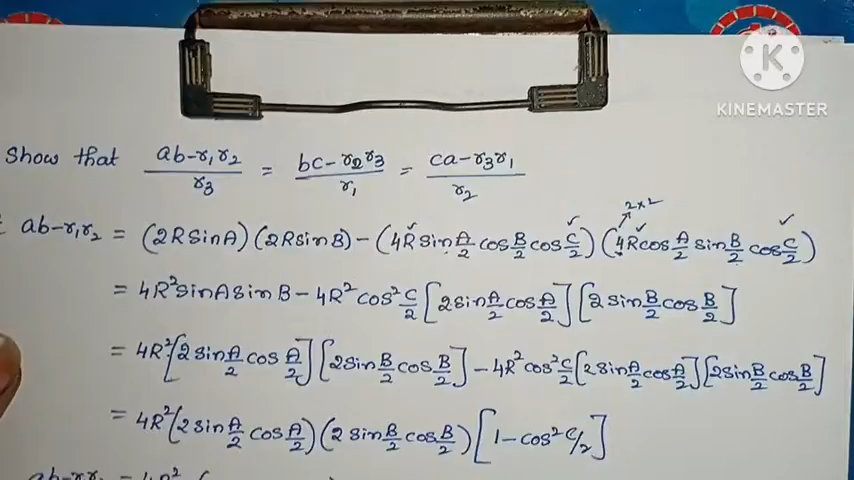 KINEMASTER
Show that (ab-r₁r₂)/r₃ = (bc-r₂r₃)/r₁ = (ca-r₃r₁)/r₂
2×2
ab-r₁r₂ = (2RsinA)(2RsinB) - (4R sin A/2 cos B/2 cos C/2)(4R cos A/2 sin B/2 cos C/2)
= 4R² sinA sinB - 4R² cos² C/2 [2 sin A/2 cos A/2][2 sin B/2 cos B/2]
= 4R² [2 sin A/2 cos A/2][2 sin B/2 cos B/2] - 4R² cos² C/2 [2 sin A/2 cos A/2][2 sin B/2 cos B/2]
= 4R² (2 sin A/2 cos A/2)(2 sin B/2 cos B/2)[1 - cos² C/2]